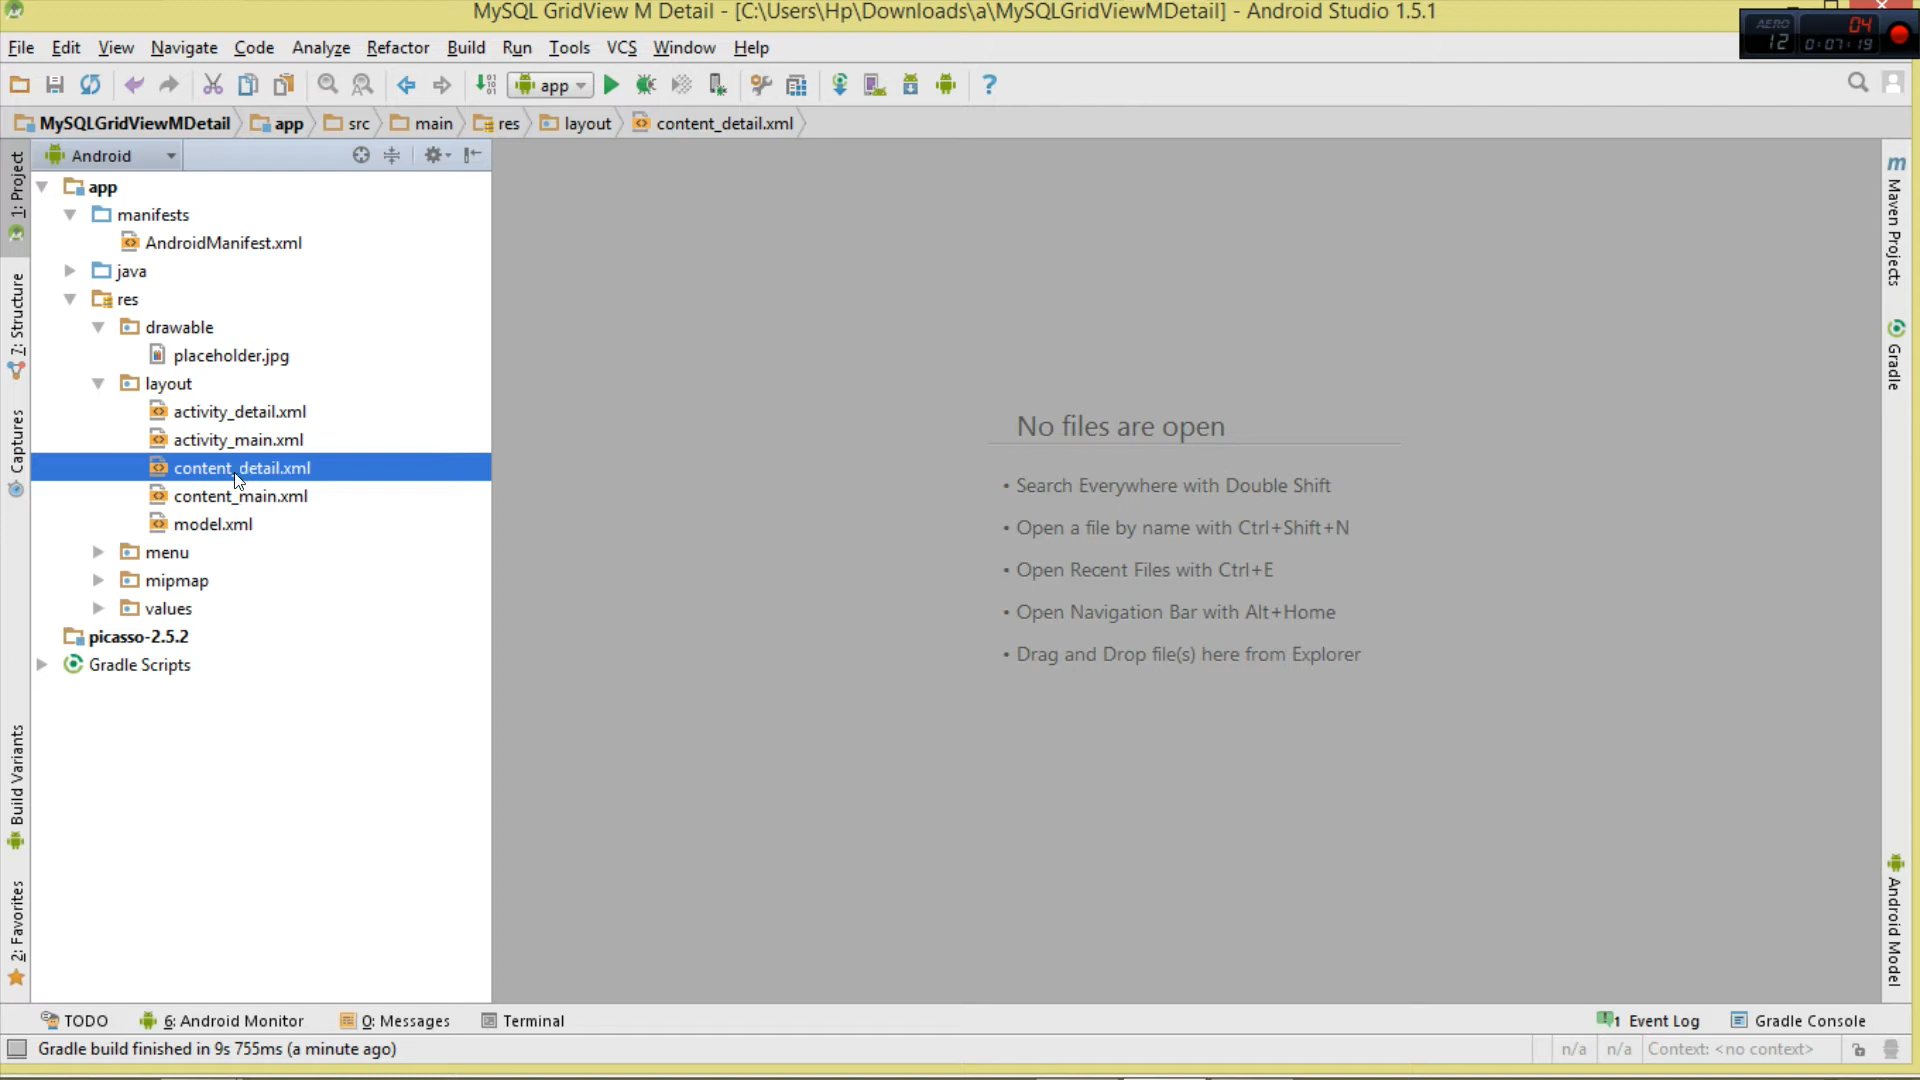 MySQL GridView M Detail - [C:\Users\Hp\Downloads\a\MySQLGridViewMDetail] - Android Studio 1.5.1
AERO
12
04
0:07:19
File Edit View Navigate Code Analyze Refactor Build Run Tools VCS Window Help
app
MySQLGridViewMDetail app src main res layout content_detail.xml
Android
1: Project
7: Structure
Captures
Build Variants
2: Favorites
app
manifests
AndroidManifest.xml
java
res
drawable
placeholder.jpg
layout
activity_detail.xml
activity_main.xml
content_detail.xml
content_main.xml
model.xml
menu
mipmap
values
picasso-2.5.2
Gradle Scripts
No files are open
• Search Everywhere with Double Shift
• Open a file by name with Ctrl+Shift+N
• Open Recent Files with Ctrl+E
• Open Navigation Bar with Alt+Home
• Drag and Drop file(s) here from Explorer
m
Maven Projects
Gradle
Android Model
TODO 6: Android Monitor 0: Messages Terminal 1 Event Log Gradle Console
Gradle build finished in 9s 755ms (a minute ago) n/a n/a Context: <no context>